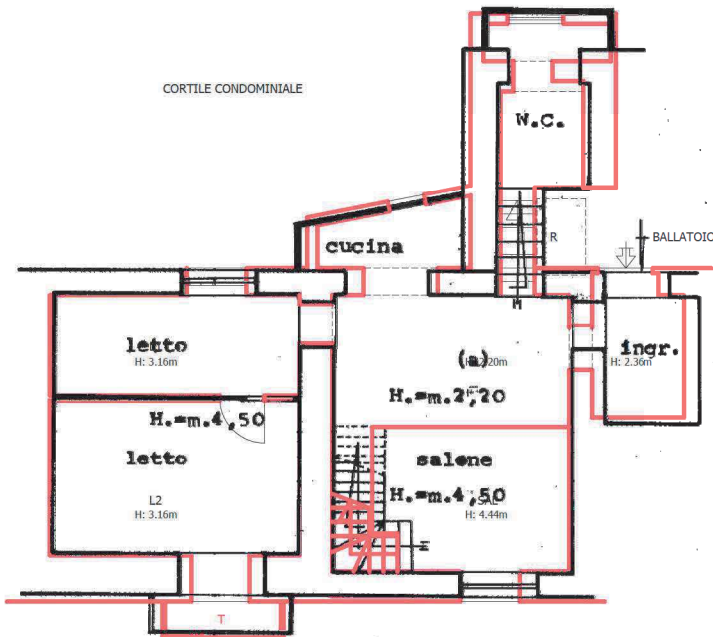 CORTILE CONDOMINIALE
W.C.
R
BALLATOIO
cucina
M
letto
H: 3.16m
(a)
ingr.
H: 2.36m
H.=m.2,20
H.=m.4,50
letto
salone
L2
H: 3.16m
H.=m.4,50
SAL
H: 4.44m
H
T